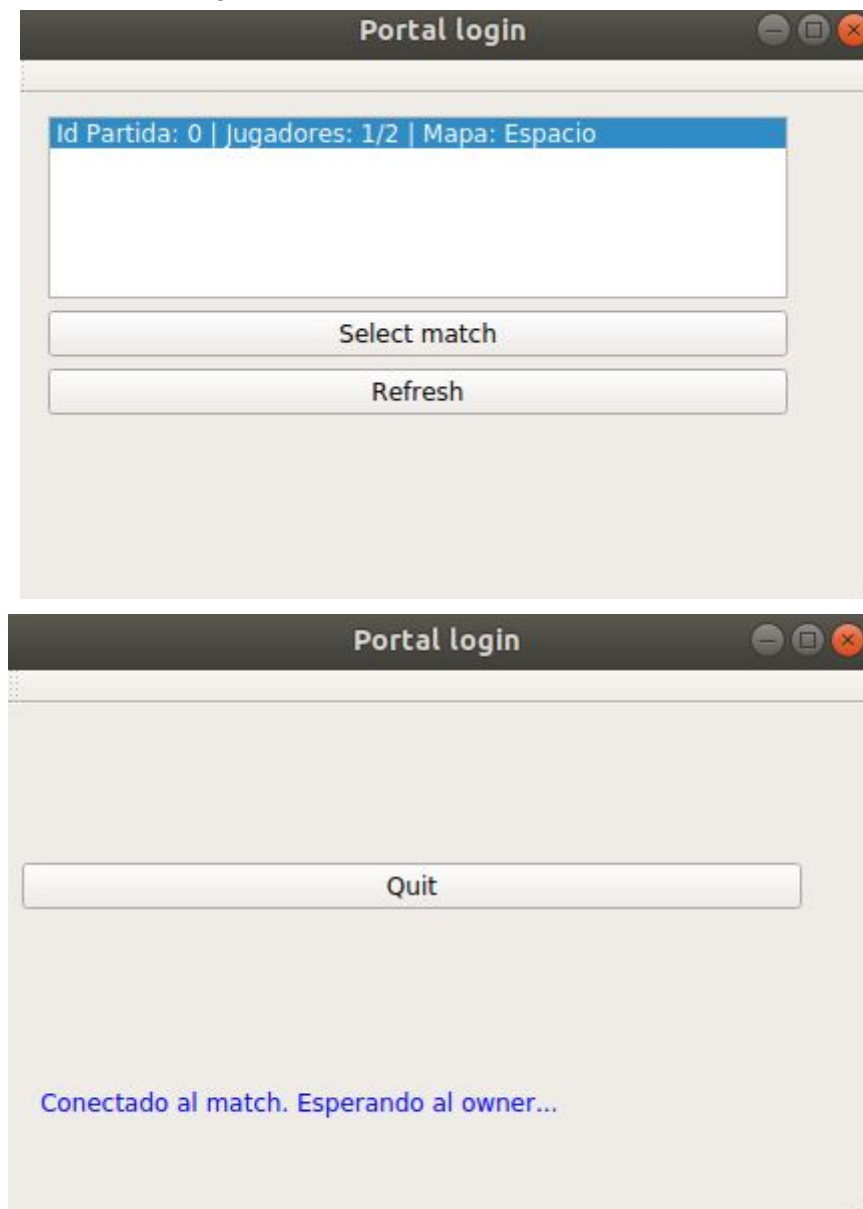 Portal login
Id Partida: 0 | Jugadores: 1/2 | Mapa: Espacio
Select match
Refresh
Portal login
Quit
Conectado al match. Esperando al owner...